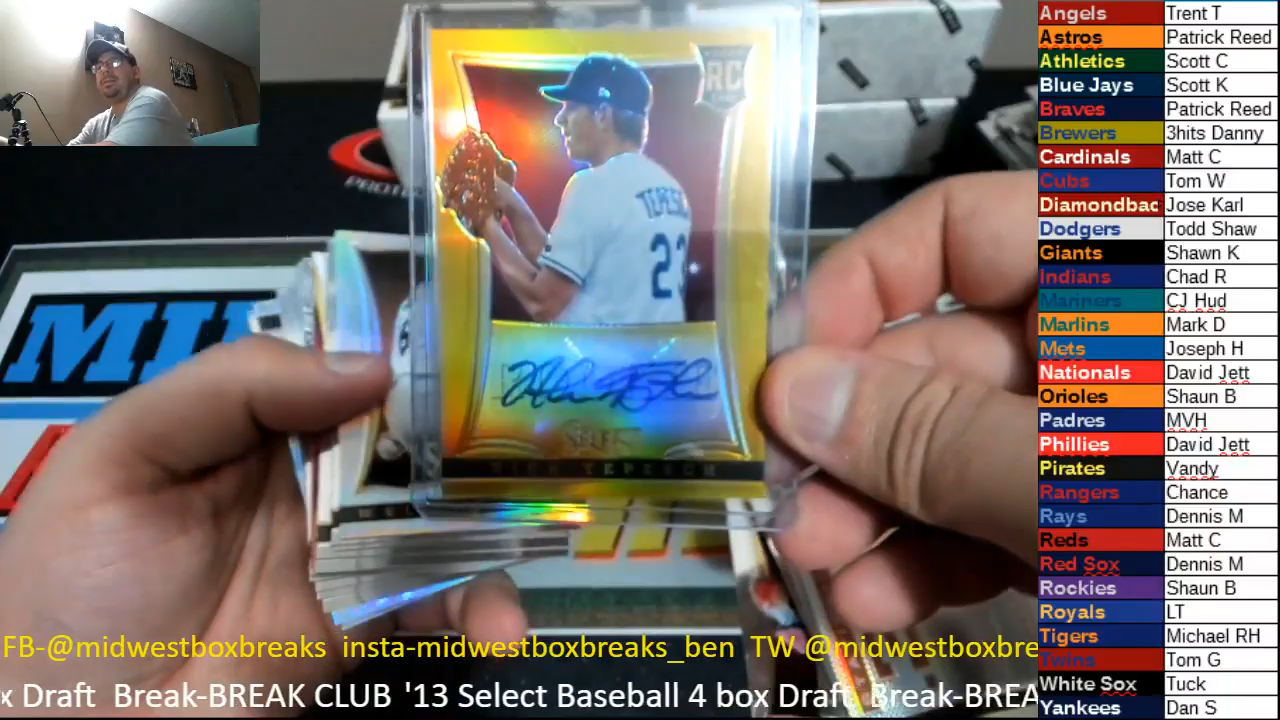 RC
23
SELECT
NICK TEPESCH
MI
Angels Trent T
Astros Patrick Reed
Athletics Scott C
Blue Jays Scott K
Braves Patrick Reed
Brewers 3hits Danny
Cardinals Matt C
Cubs Tom W
Diamondbac Jose Karl
Dodgers Todd Shaw
Giants Shawn K
Indians Chad R
Mariners CJ Hud
Marlins Mark D
Mets Joseph H
Nationals David Jett
Orioles Shaun B
Padres MVH
Phillies David Jett
Pirates Vandy
Rangers Chance
Rays Dennis M
Reds Matt C
Red Sox Dennis M
Rockies Shaun B
Royals LT
Tigers Michael RH
Twins Tom G
White Sox Tuck
Yankees Dan S
FB-@midwestboxbreaks insta-midwestboxbreaks_ben TW @midwestboxbre
x Draft Break-BREAK CLUB '13 Select Baseball 4 box Draft Break-BREA